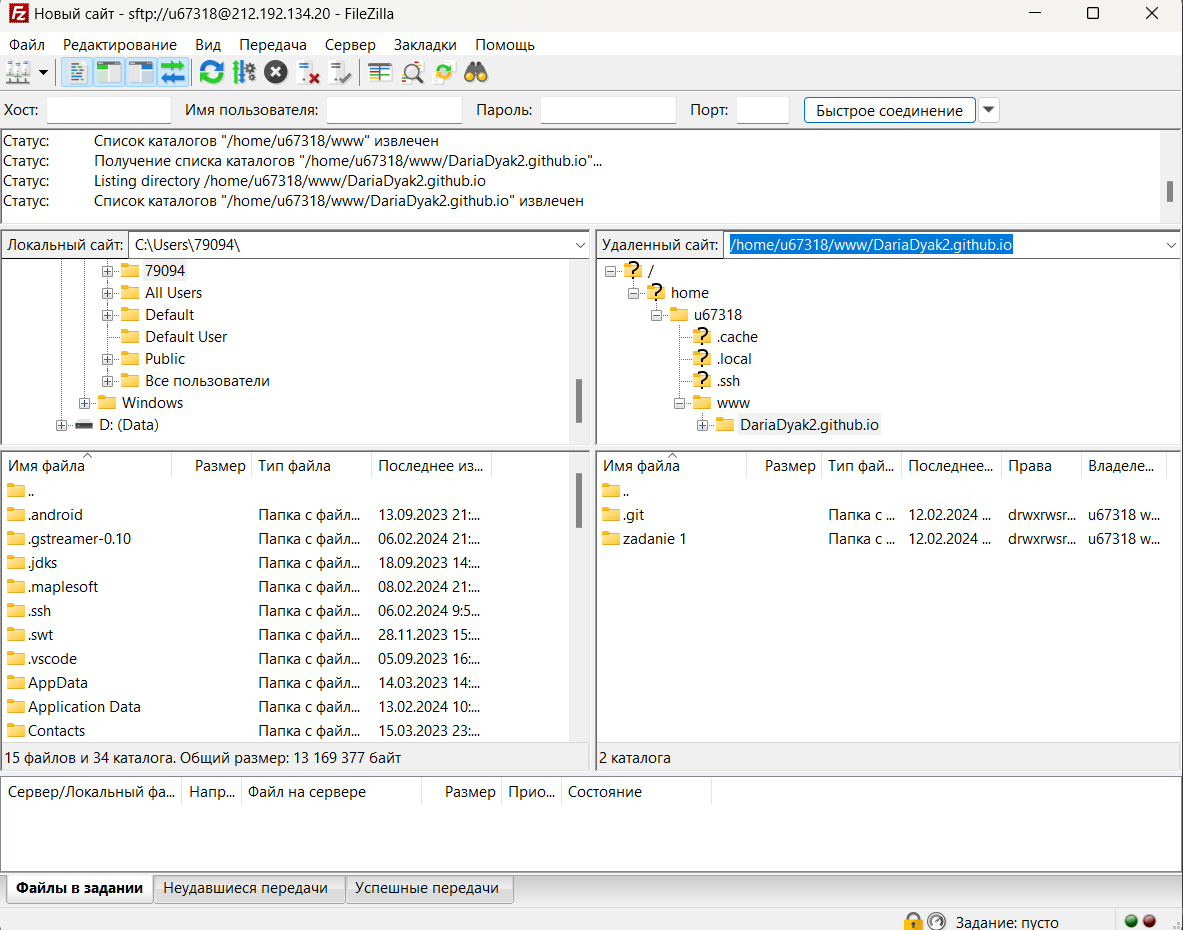 Новый сайт - sftp://u67318@212.192.134.20 - FileZilla
Файл Редактирование Вид Передача Сервер Закладки Помощь
Хост: Имя пользователя: Пароль: Порт: Быстрое соединение
Статус: Список каталогов "/home/u67318/www" извлечен
Статус: Получение списка каталогов "/home/u67318/www/DariaDyak2.github.io"...
Статус: Listing directory /home/u67318/www/DariaDyak2.github.io
Статус: Список каталогов "/home/u67318/www/DariaDyak2.github.io" извлечен
Локальный сайт: C:\Users\79094\
79094
All Users
Default
Default User
Public
Все пользователи
Windows
D: (Data)
Имя файла Размер Тип файла Последнее из...
..
.android Папка с файл... 13.09.2023 21:...
.gstreamer-0.10 Папка с файл... 06.02.2024 21:...
.jdks Папка с файл... 18.09.2023 14:...
.maplesoft Папка с файл... 08.02.2024 21:...
.ssh Папка с файл... 06.02.2024 9:5...
.swt Папка с файл... 28.11.2023 15:...
.vscode Папка с файл... 05.09.2023 16:...
AppData Папка с файл... 14.03.2023 14:...
Application Data Папка с файл... 13.02.2024 10:...
Contacts Папка с файл... 15.03.2023 23:...
15 файлов и 34 каталога. Общий размер: 13 169 377 байт
Удаленный сайт: /home/u67318/www/DariaDyak2.github.io
/
home
u67318
.cache
.local
.ssh
www
DariaDyak2.github.io
Имя файла Размер Тип фай... Последнее... Права Владеле...
..
.git Папка с ... 12.02.2024 ... drwxrwsr... u67318 w...
zadanie 1 Папка с ... 12.02.2024 ... drwxrwsr... u67318 w...
2 каталога
Сервер/Локальный фа... Напр... Файл на сервере Размер Прио... Состояние
Файлы в задании Неудавшиеся передачи Успешные передачи
Задание: пусто